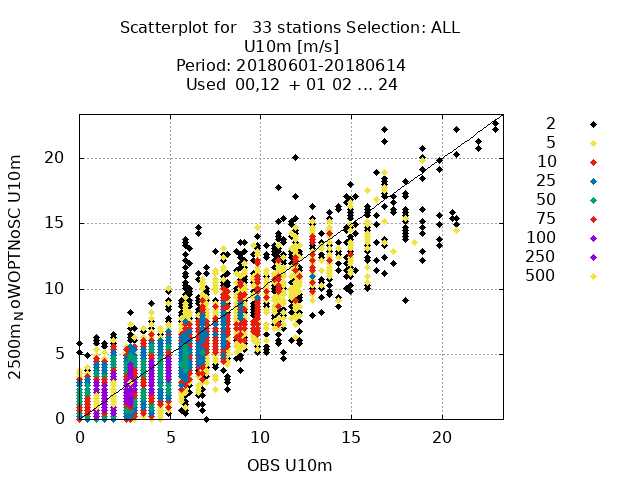 Scatterplot for   33 stations Selection: ALL
U10m [m/s]
Period: 20180601-20180614
Used  00,12  + 01 02 ... 24
2500m_NoWOPTNoSC U10m
20
15
10
5
0
0 5 10 15 20
OBS U10m
2
5
10
25
50
75
100
250
500